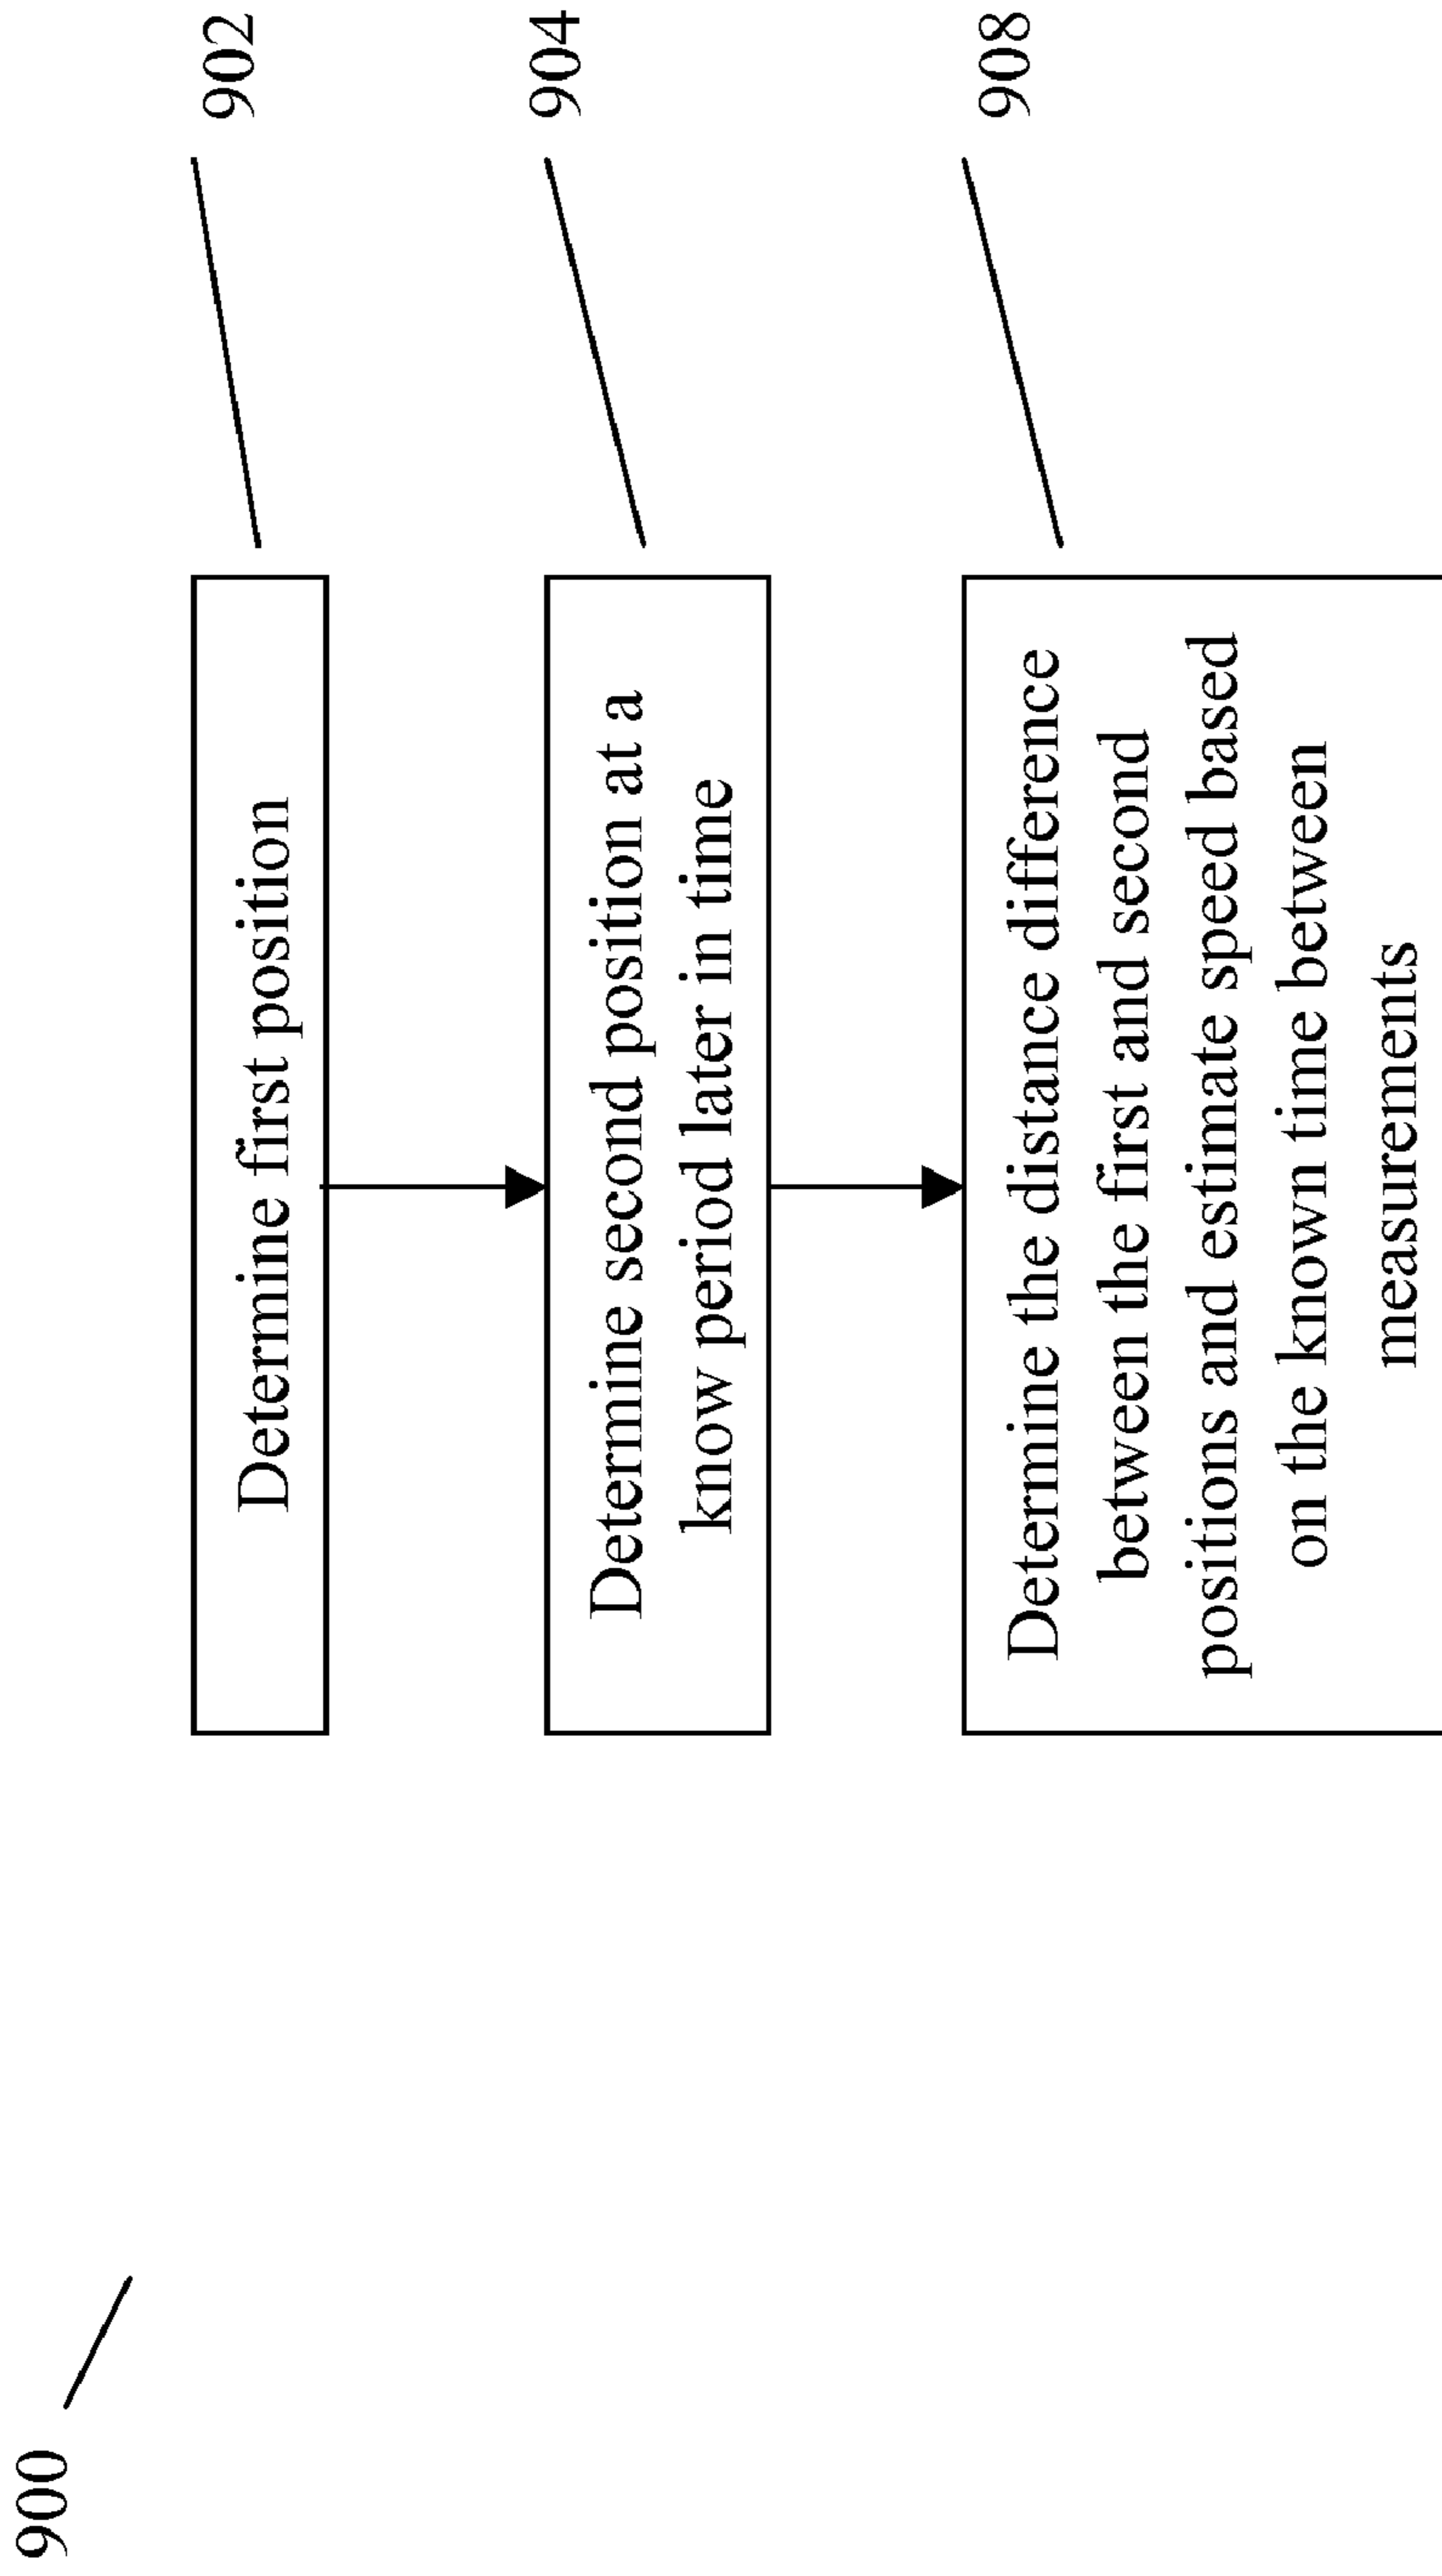 900
Determine first position
902
Determine second position at a
know period later in time
904
Determine the distance difference
between the first and second
positions and estimate speed based
on the known time between
measurements
908